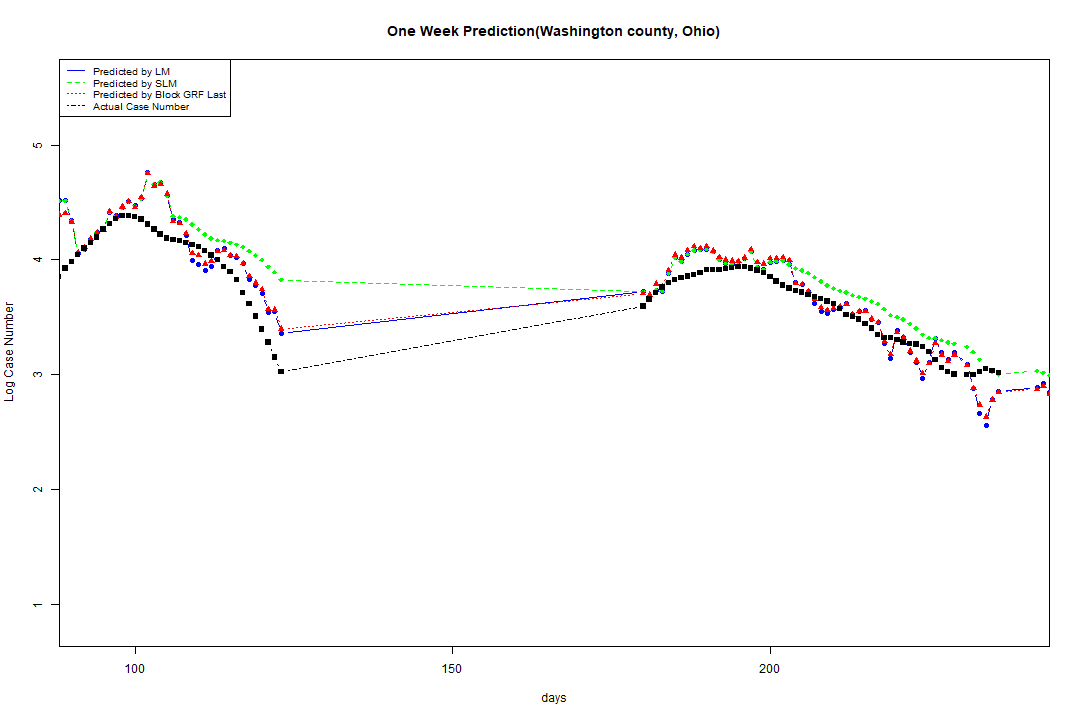 One Week Prediction(Washington county, Ohio)
Predicted by LM
Predicted by SLM
Predicted by Block GRF Last
Actual Case Number
5
4
3
2
1
Log Case Number
100 150 200
days